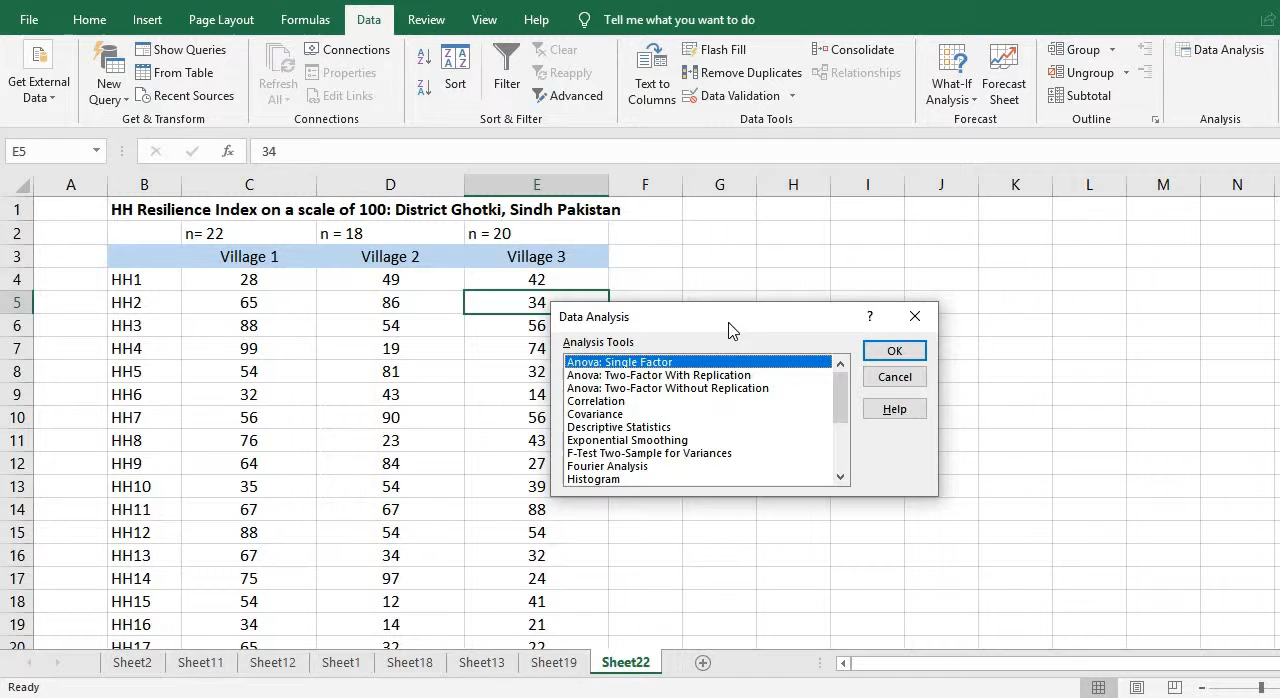 File Home Insert Page Layout Formulas Data Review View Help Tell me what you want to do
Get External Data
New Query
Show Queries
From Table
Recent Sources
Get & Transform
Refresh All
Connections
Properties
Edit Links
Connections
Sort
Filter
Clear
Reapply
Advanced
Sort & Filter
Text to Columns
Flash Fill
Remove Duplicates
Data Validation
Consolidate
Relationships
Data Tools
What-If Analysis
Forecast Sheet
Forecast
Group
Ungroup
Subtotal
Outline
Data Analysis
Analysis
E5 fx 34
A B C D E F G H I J K L M N
1 HH Resilience Index on a scale of 100: District Ghotki, Sindh Pakistan
2 n= 22 n = 18 n = 20
3 Village 1 Village 2 Village 3
4 HH1 28 49 42
5 HH2 65 86 34
6 HH3 88 54 56
7 HH4 99 19 74
8 HH5 54 81 32
9 HH6 32 43 14
10 HH7 56 90 56
11 HH8 76 23 43
12 HH9 64 84 27
13 HH10 35 54 39
14 HH11 67 67 88
15 HH12 88 54 54
16 HH13 67 34 32
17 HH14 75 97 24
18 HH15 54 12 41
19 HH16 34 14 21
20 HH17 65 32 22
Data Analysis ?
Analysis Tools
Anova: Single Factor
Anova: Two-Factor With Replication
Anova: Two-Factor Without Replication
Correlation
Covariance
Descriptive Statistics
Exponential Smoothing
F-Test Two-Sample for Variances
Fourier Analysis
Histogram
OK
Cancel
Help
Sheet2 Sheet11 Sheet12 Sheet1 Sheet18 Sheet13 Sheet19 Sheet22
Ready